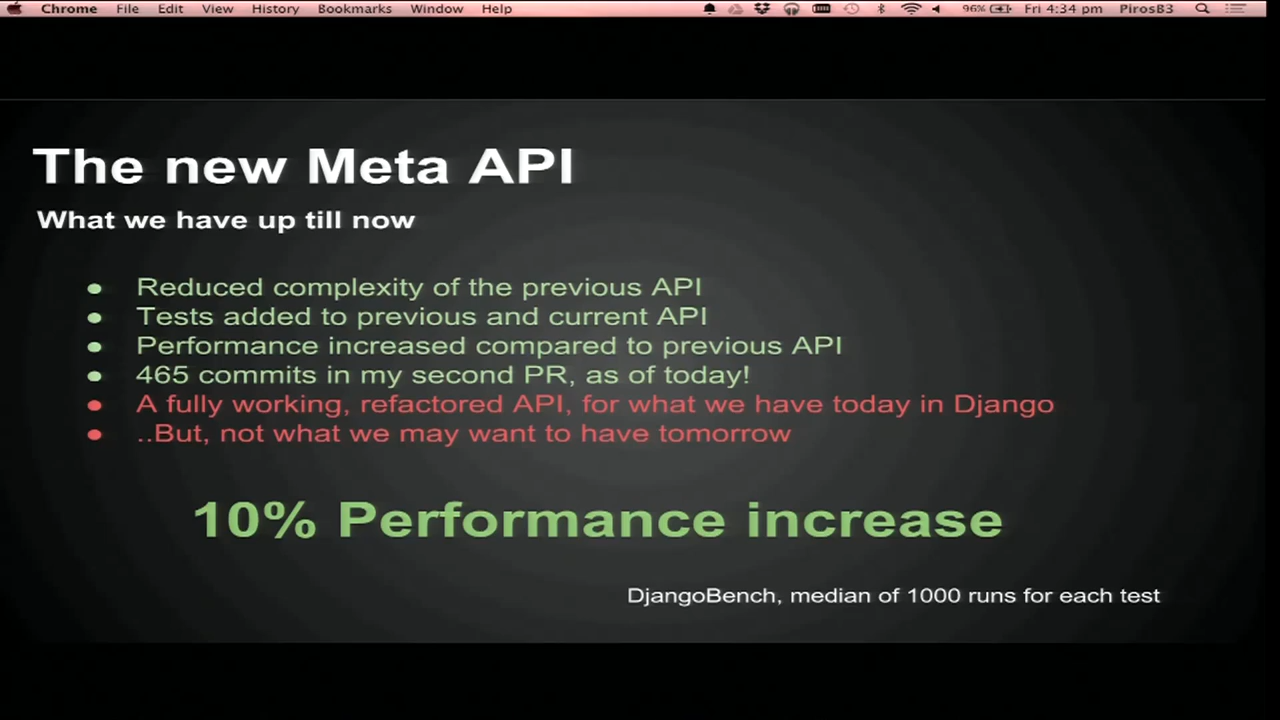 Chrome File Edit View History Bookmarks Window Help 96% Fri 4:34 pm PirosB3
The new Meta API
What we have up till now
● Reduced complexity of the previous API
● Tests added to previous and current API
● Performance increased compared to previous API
● 465 commits in my second PR, as of today!
● A fully working, refactored API, for what we have today in Django
● ..But, not what we may want to have tomorrow
10% Performance increase
DjangoBench, median of 1000 runs for each test